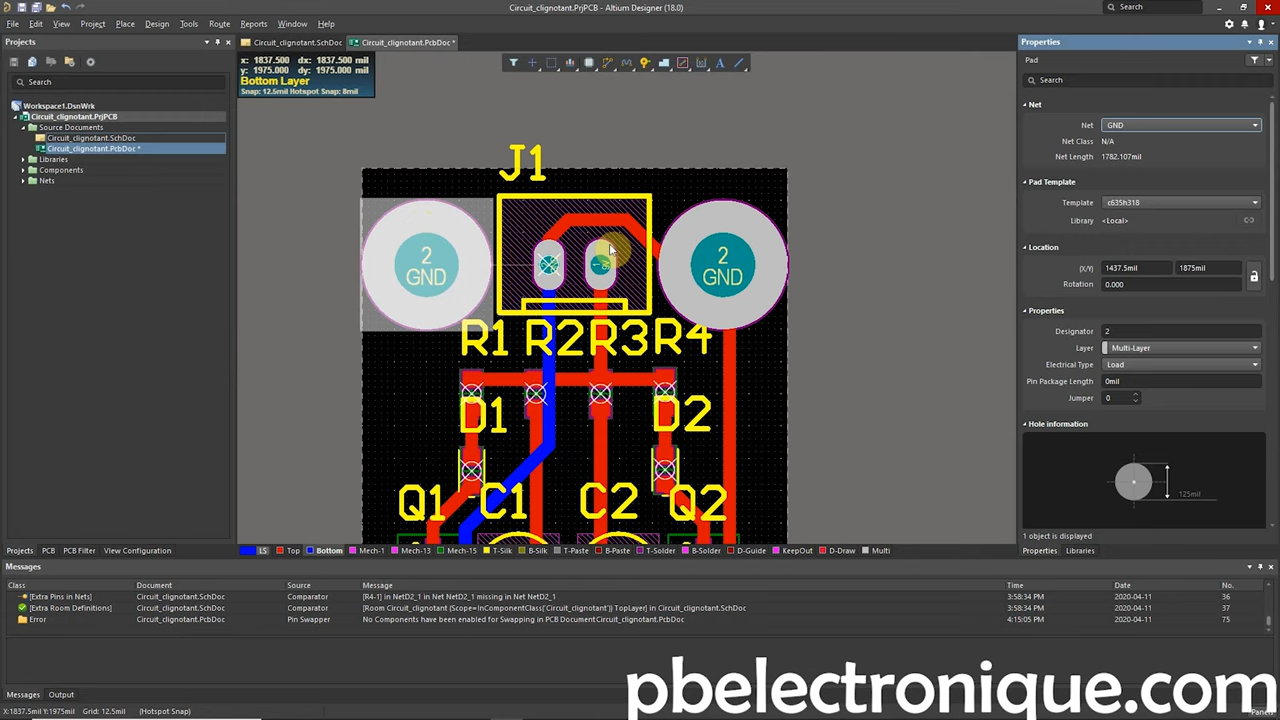 Circuit_clignotant.PrjPCB - Altium Designer (18.0)
Search
File Edit View Project Place Design Tools Route Reports Window Help
Projects
Search
Workspace1.DsnWrk
Circuit_clignotant.PrjPCB
Source Documents
Circuit_clignotant.SchDoc
Circuit_clignotant.PcbDoc *
Libraries
Components
Nets
Circuit_clignotant.SchDoc Circuit_clignotant.PcbDoc *
x: 1837.500 dx: 1837.500 mil
y: 1975.000 dy: 1975.000 mil
Bottom Layer
Snap: 12.5mil Hotspot Snap: 8mil
J1
2
GND
2
GND
R1 R2 R3 R4
D1 D2
Q1 C1 C2 Q2
Properties
Pad
Search
Net
Net GND
Net Class N/A
Net Length 1782.107mil
Pad Template
Template c635h318
Library <Local>
Location
(X/Y) 1437.5mil 1875mil
Rotation 0.000
Properties
Designator 2
Layer Multi-Layer
Electrical Type Load
Pin Package Length 0mil
Jumper 0
Hole information
125mil
1 object is displayed
Projects PCB PCB Filter View Configuration
LS Top Bottom Mech-1 Mech-13 Mech-15 T-Silk B-Silk T-Paste B-Paste T-Solder B-Solder D-Guide KeepOut D-Draw Multi
Properties Libraries
Messages
Class Document Source Message Time Date No.
[Extra Pins in Nets] Circuit_clignotant.SchDoc Comparator [R4-1] in NetD2_1 in Net NetD2_1 missing in Net NetD2_1 3:58:34 PM 2020-04-11 36
[Extra Room Definitions] Circuit_clignotant.SchDoc Comparator [Room Circuit_clignotant (Scope=InComponentClass('Circuit_clignotant')) TopLayer] in Circuit_clignotant.SchDoc 3:58:34 PM 2020-04-11 37
Error Circuit_clignotant.PcbDoc Pin Swapper No Components have been enabled for Swapping in PCB DocumentCircuit_clignotant.PcbDoc 4:15:05 PM 2020-04-11 75
Messages Output
pbelectronique.com
X:1837.5mil Y:1975mil Grid: 12.5mil (Hotspot Snap)
Panels